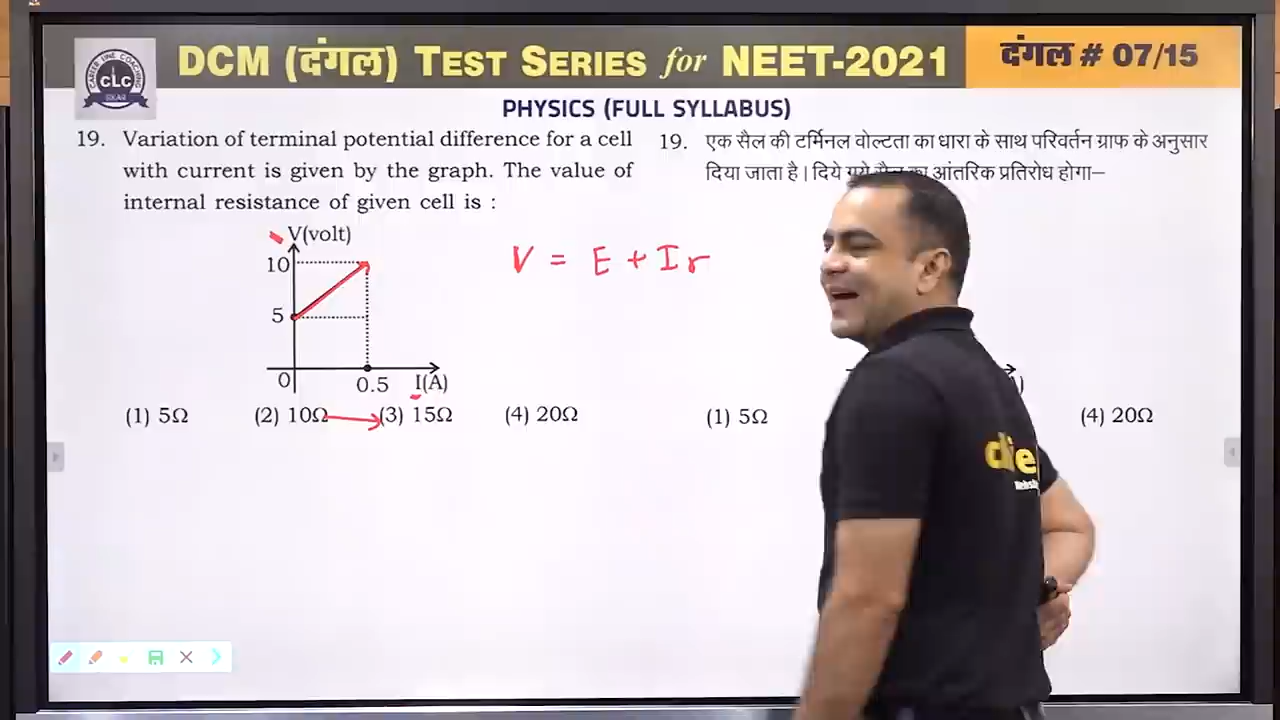 DCM (दंगल) TEST SERIES for NEET-2021
दंगल # 07/15
CLC
SIKAR
PHYSICS (FULL SYLLABUS)
19. Variation of terminal potential difference for a cell
with current is given by the graph. The value of
internal resistance of given cell is :
V(volt)
10
5
0
0.5
I(A)
V = E + Ir
(1) 5Ω (2) 10Ω (3) 15Ω (4) 20Ω
19. एक सैल की टर्मिनल वोल्टता का धारा के साथ परिवर्तन ग्राफ के अनुसार
दिया जाता है। दिये गये सैल का आंतरिक प्रतिरोध होगा—
(1) 5Ω (4) 20Ω